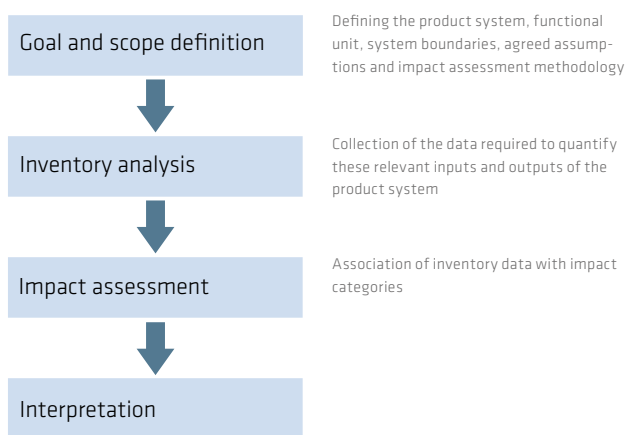 Goal and scope definition
Defining the product system, functional
unit, system boundaries, agreed assump-
tions and impact assessment methodology
Inventory analysis
Collection of the data required to quantify
these relevant inputs and outputs of the
product system
Impact assessment
Association of inventory data with impact
categories
Interpretation